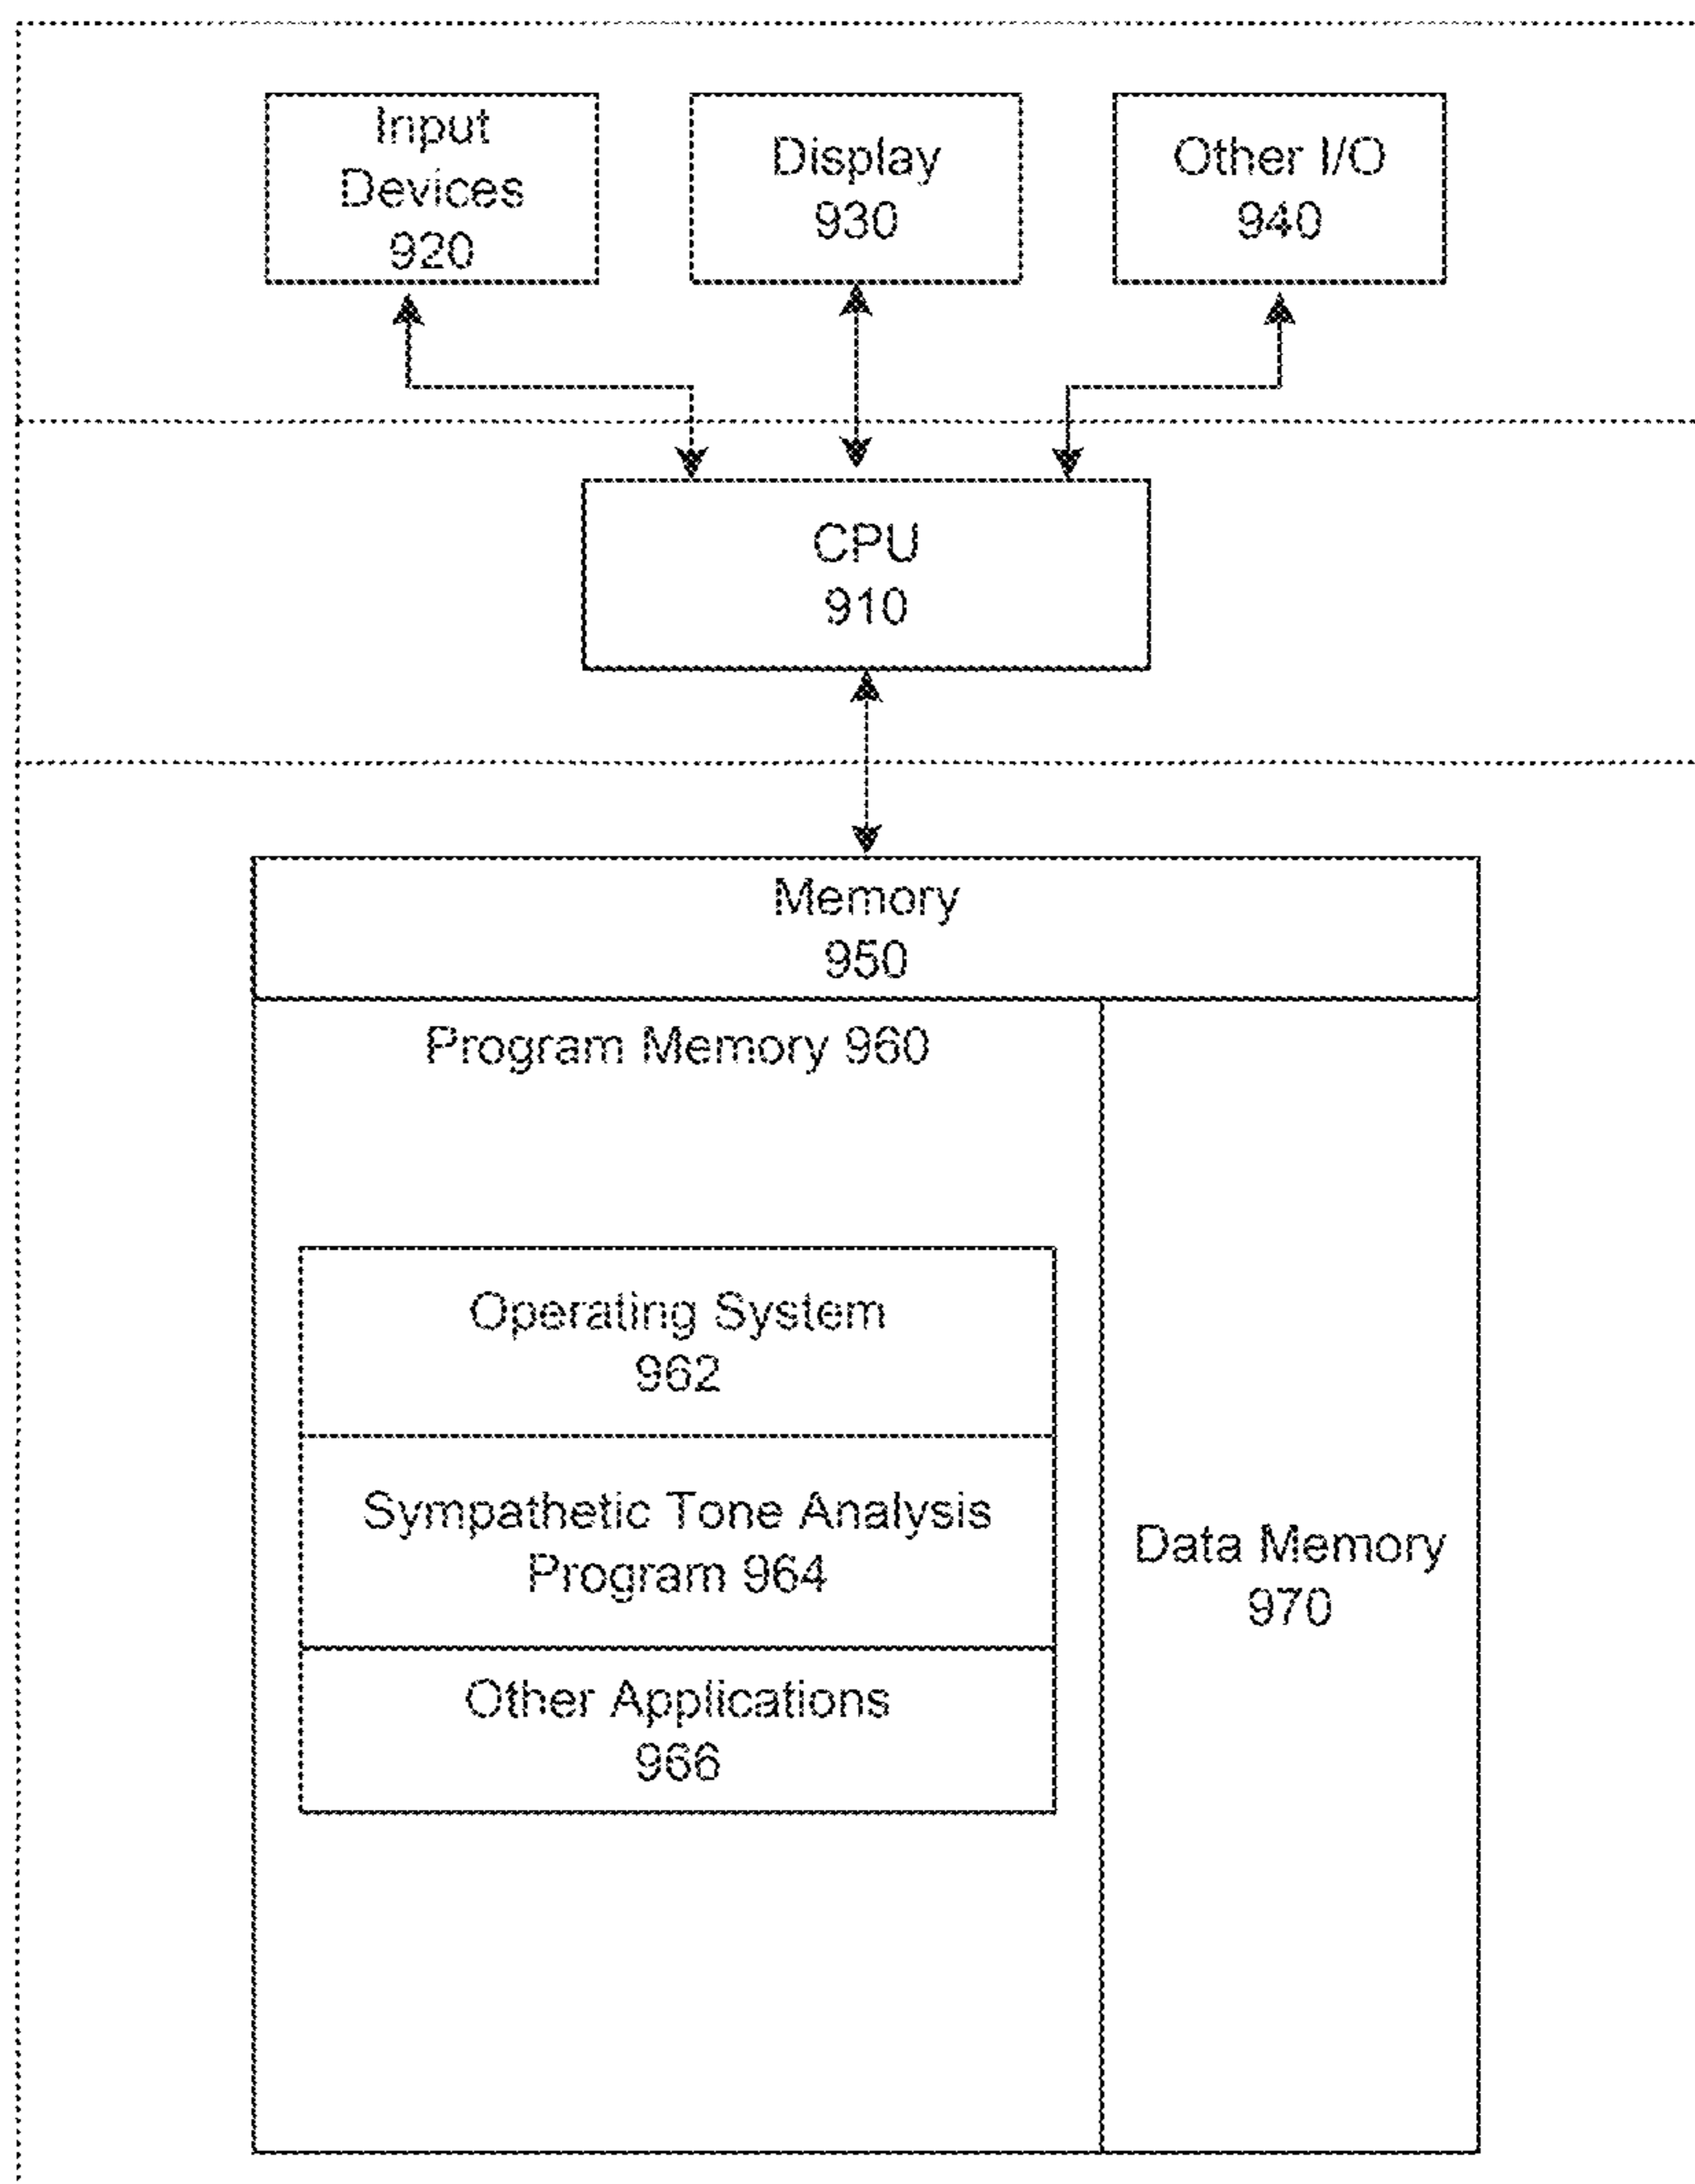 Input
Devices
920
Display
930
Other I/O
940
CPU
910
Memory
950
Program Memory 960
Operating System
962
Sympathetic Tone Analysis
Program 964
Other Applications
966
Data Memory
970